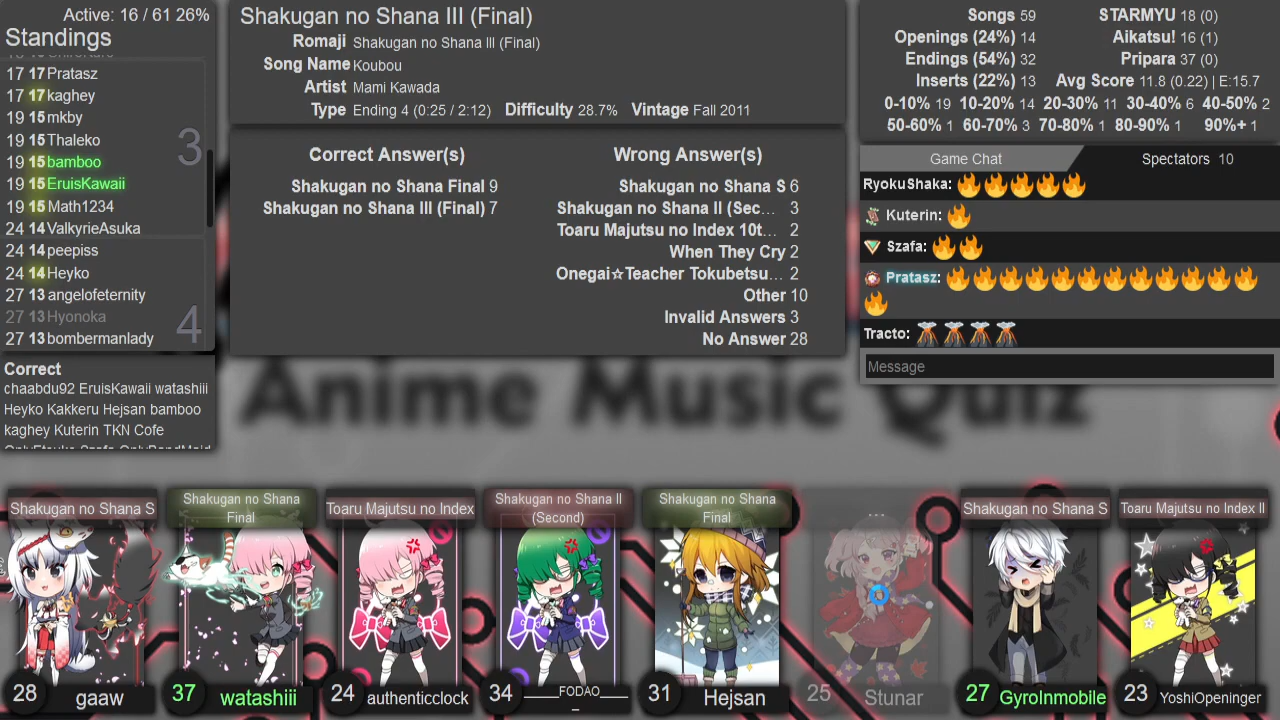 Active: 16 / 61 26%
Standings
17 17 Pratasz
17 17 kaghey
19 15 mkby
19 15 Thaleko
3
19 15 bamboo
19 15 EruisKawaii
19 15 Math1234
24 14 ValkyrieAsuka
24 14 peepiss
24 14 Heyko
27 13 angelofeternity
27 13 Hyonoka
4
27 13 bombermanlady
Correct
chaabdu92 EruisKawaii watashiii
Heyko Kakkeru Hejsan bamboo
kaghey Kuterin TKN Cofe
Shakugan no Shana III (Final)
Romaji Shakugan no Shana III (Final)
Song Name Koubou
Artist Mami Kawada
Type Ending 4 (0:25 / 2:12) Difficulty 28.7% Vintage Fall 2011
Correct Answer(s)
Shakugan no Shana Final 9
Shakugan no Shana III (Final) 7
Wrong Answer(s)
Shakugan no Shana S 6
Shakugan no Shana II (Sec... 3
Toaru Majutsu no Index 10t... 2
When They Cry 2
Onegai☆Teacher Tokubetsu... 2
Other 10
Invalid Answers 3
No Answer 28
Songs 59 STARMYU 18 (0)
Openings (24%) 14 Aikatsu! 16 (1)
Endings (54%) 32 Pripara 37 (0)
Inserts (22%) 13 Avg Score 11.8 (0.22) | E:15.7
0-10% 19 10-20% 14 20-30% 11 30-40% 6 40-50% 2
50-60% 1 60-70% 3 70-80% 1 80-90% 1 90%+ 1
Game Chat Spectators 10
RyokuShaka: 🔥🔥🔥🔥🔥
Kuterin: 🔥
Szafa: 🔥🔥
Pratasz: 🔥🔥🔥🔥🔥🔥🔥🔥🔥🔥🔥🔥
🔥
Tracto: 🌋🌋🌋🌋
Message
Anime Music Quiz
Shakugan no Shana S
Shakugan no Shana
Final
Toaru Majutsu no Index
Shakugan no Shana II
(Second)
Shakugan no Shana
Final
...
Shakugan no Shana S
Toaru Majutsu no Index II
28 gaaw
37 watashiii
24 authenticclock
34 _____FODAO____
_
31 Hejsan
25 Stunar
27 GyroInmobile
23 YoshiOpeninger